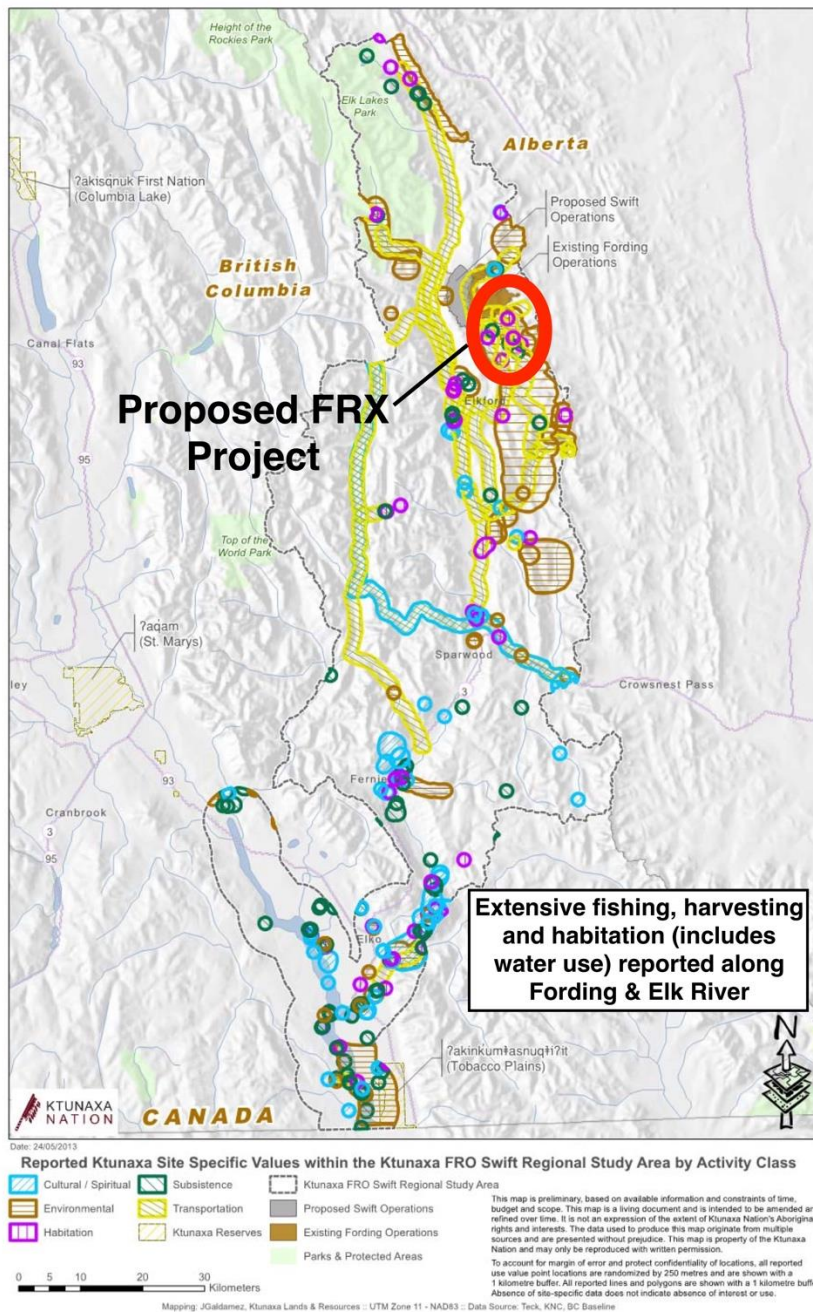 Height of the
Rockies Park
Elk Lakes
Park
Alberta
ʔakisq̓nuk First Nation
(Columbia Lake)
Proposed Swift
Operations
Existing Fording
Operations
British
Columbia
Canal Flats
93
Proposed FRX
Project
Elkford
95
Top of the
World Park
ʔaq̓am
(St. Marys)
ley
Sparwood
3
Crowsnest Pass
93
Fernie
Cranbrook
3
95
Extensive fishing, harvesting
and habitation (includes
water use) reported along
Fording & Elk River
Elko
N
ʔakink̓umⱡasnuqⱡiʔit
(Tobacco Plains)
KTUNAXA
NATION
CANADA
Date: 24/05/2013
Reported Ktunaxa Site Specific Values within the Ktunaxa FRO Swift Regional Study Area by Activity Class
Cultural / Spiritual
Subsistence
Ktunaxa FRO Swift Regional Study Area
Environmental
Transportation
Proposed Swift Operations
Habitation
Ktunaxa Reserves
Existing Fording Operations
Parks & Protected Areas
This map is preliminary, based on available information and constraints of time,
budget and scope. This map is a living document and is intended to be amended and
refined over time. It is not an expression of the extent of Ktunaxa Nation's Aboriginal
rights and interests. The data used to produce this map originate from multiple
sources and are presented without prejudice. This map is property of the Ktunaxa
Nation and may only be reproduced with written permission.
To account for margin of error and protect confidentiality of locations, all reported
use value point locations are randomized by 250 metres and are shown with a
1 kilometre buffer. All reported lines and polygons are shown with a 1 kilometre buffer.
Absence of site-specific data does not indicate absence of interest or use.
0 5 10 20 30
Kilometers
Mapping: JGaldamez, Ktunaxa Lands & Resources :: UTM Zone 11 - NAD83 :: Data Source: Teck, KNC, BC Baseline